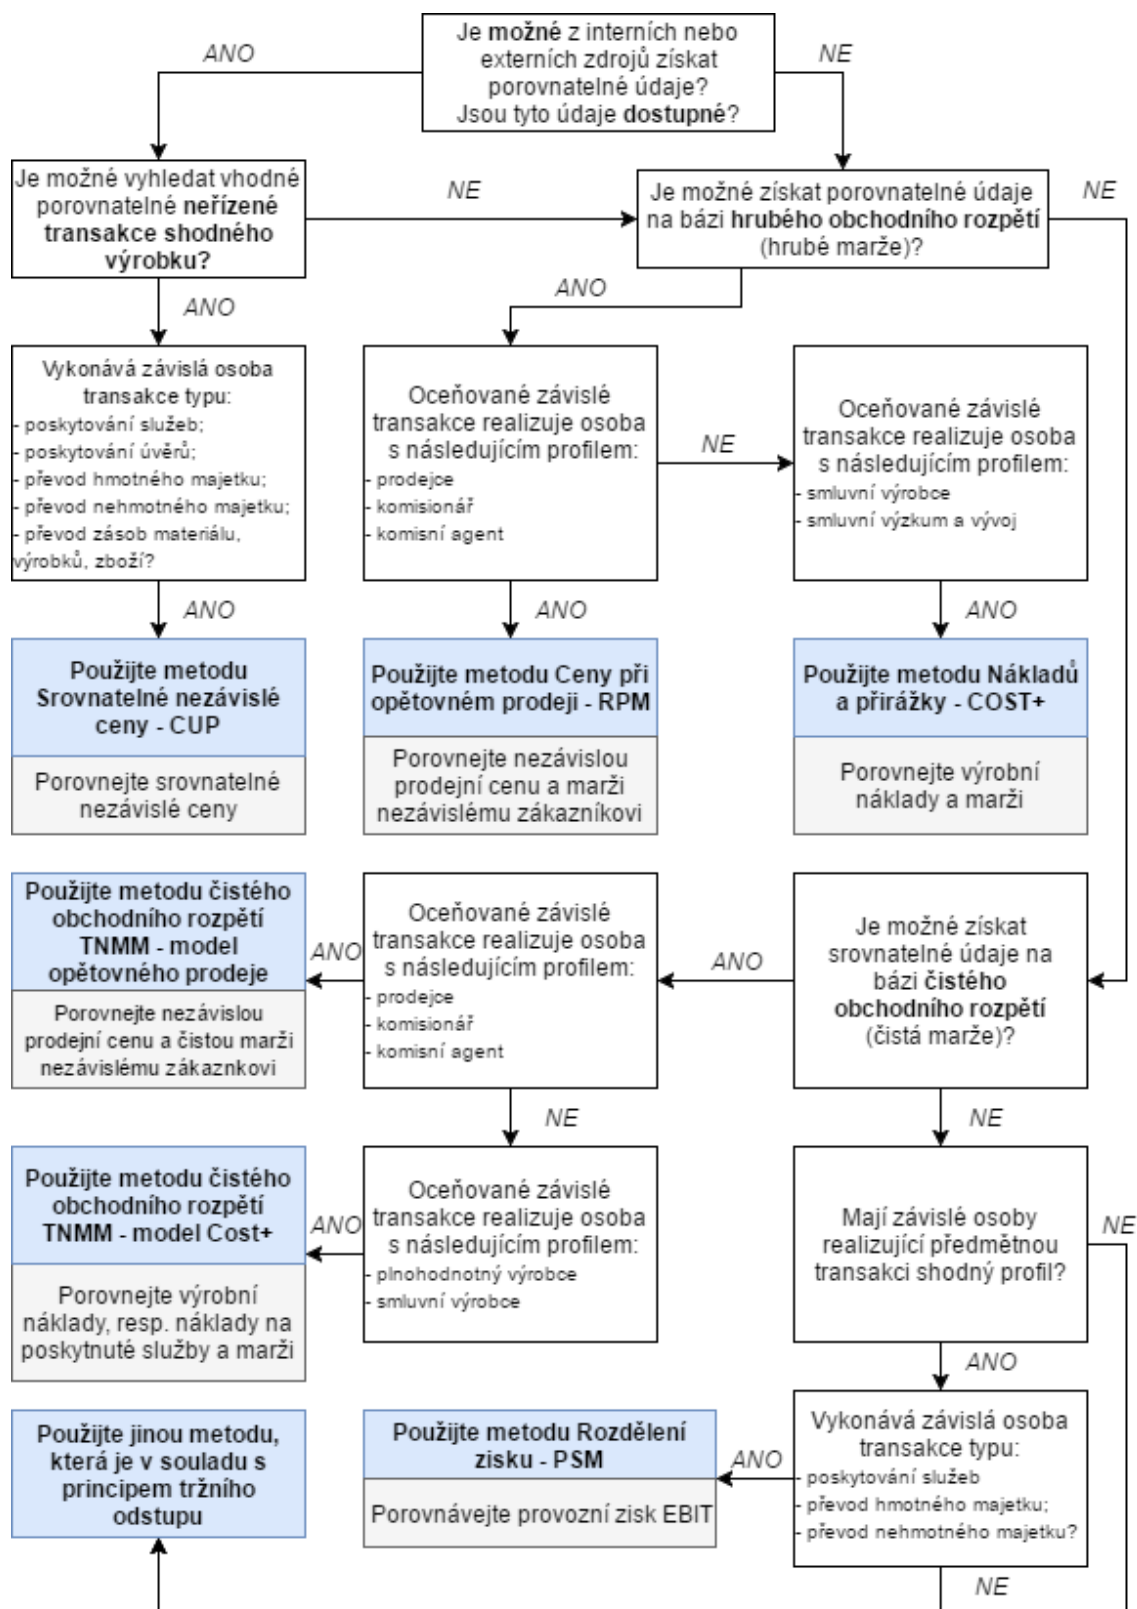 Je možné z interních nebo
externích zdrojů získat
porovnatelné údaje?
Jsou tyto údaje dostupné?
ANO
NE
Je možné vyhledat vhodné
porovnatelné neřízené
transakce shodného
výrobku?
NE
Je možné získat porovnatelné údaje
na bázi hrubého obchodního rozpětí
(hrubé marže)?
NE
ANO
ANO
Vykonává závislá osoba
transakce typu:
- poskytování služeb;
- poskytování úvěrů;
- převod hmotného majetku;
- převod nehmotného majetku;
- převod zásob materiálu,
výrobků, zboží?
Oceňované závislé
transakce realizuje osoba
s následujícím profilem:
- prodejce
- komisionář
- komisní agent
NE
Oceňované závislé
transakce realizuje osoba
s následujícím profilem:
- smluvní výrobce
- smluvní výzkum a vývoj
ANO
ANO
ANO
Použijte metodu
Srovnatelné nezávislé
ceny - CUP
Porovnejte srovnatelné
nezávislé ceny
Použijte metodu Ceny při
opětovném prodeji - RPM
Porovnejte nezávislou
prodejní cenu a marži
nezávislému zákazníkovi
Použijte metodu Nákladů
a přirážky - COST+
Porovnejte výrobní
náklady a marži
Použijte metodu čistého
obchodního rozpětí
TNMM - model
opětovného prodeje
Porovnejte nezávislou
prodejní cenu a čistou marži
nezávislému zákaznkovi
ANO
Oceňované závislé
transakce realizuje osoba
s následujícím profilem:
- prodejce
- komisionář
- komisní agent
ANO
Je možné získat
srovnatelné údaje na
bázi čistého
obchodního rozpětí
(čistá marže)?
NE
NE
Použijte metodu čistého
obchodního rozpětí
TNMM - model Cost+
Porovnejte výrobní
náklady, resp. náklady na
poskytnuté služby a marži
ANO
Oceňované závislé
transakce realizuje osoba
s následujícím profilem:
- plnohodnotný výrobce
- smluvní výrobce
Mají závislé osoby
realizující předmětnou
transakci shodný profil?
NE
ANO
Použijte jinou metodu,
která je v souladu s
principem tržního
odstupu
Použijte metodu Rozdělení
zisku - PSM
Porovnávejte provozní zisk EBIT
ANO
Vykonává závislá osoba
transakce typu:
- poskytování služeb
- převod hmotného majetku;
- převod nehmotného majetku?
NE